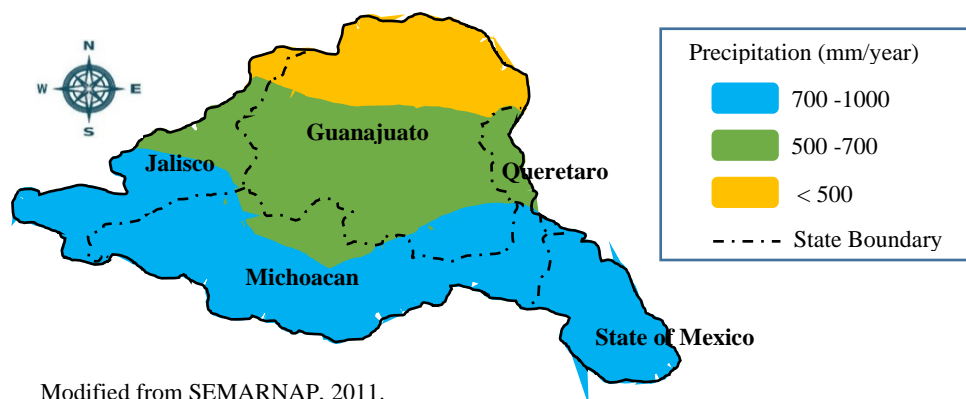 N
W E
S
Precipitation (mm/year)
700 -1000
500 -700
< 500
State Boundary
Guanajuato
Jalisco
Queretaro
Michoacan
State of Mexico
Modified from SEMARNAP, 2011.